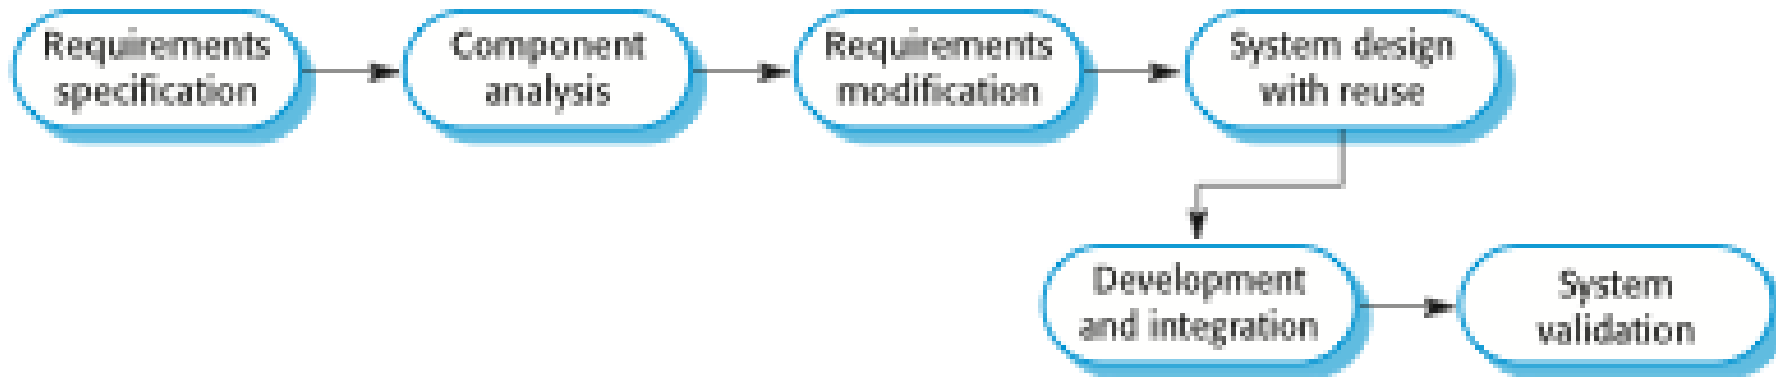 Requirements
specification
Component
analysis
Requirements
modification
System design
with reuse
Development
and integration
System
validation